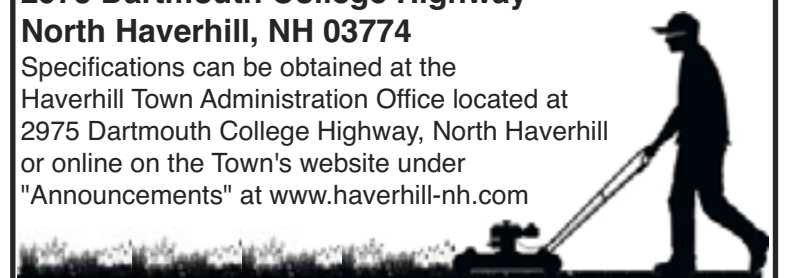 2975 Dartmouth College Highway
North Haverhill, NH 03774
Specifications can be obtained at the
Haverhill Town Administration Office located at
2975 Dartmouth College Highway, North Haverhill
or online on the Town's website under
"Announcements" at www.haverhill-nh.com